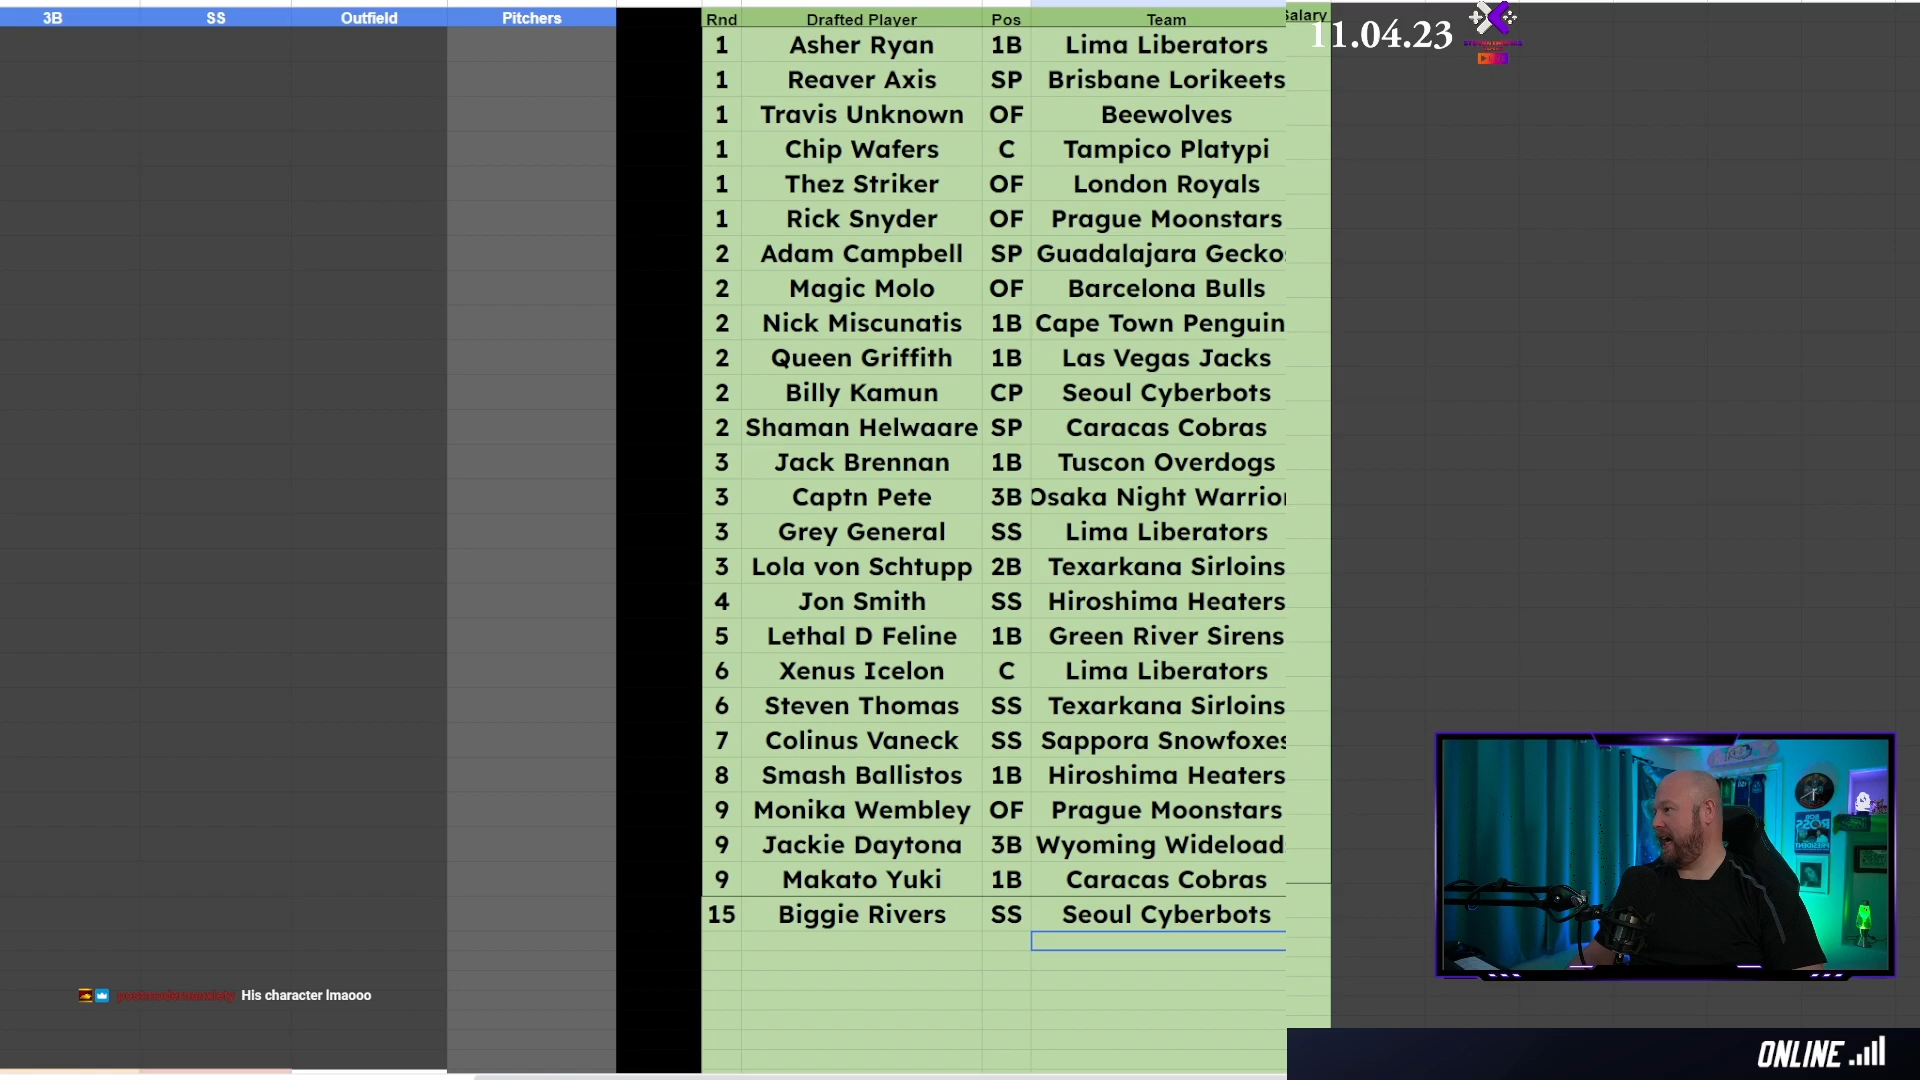 3B SS Outfield Pitchers
Rnd Drafted Player Pos Team Salary
1 Asher Ryan 1B Lima Liberators
1 Reaver Axis SP Brisbane Lorikeets
1 Travis Unknown OF Beewolves
1 Chip Wafers C Tampico Platypi
1 Thez Striker OF London Royals
1 Rick Snyder OF Prague Moonstars
2 Adam Campbell SP Guadalajara Geckos
2 Magic Molo OF Barcelona Bulls
2 Nick Miscunatis 1B Cape Town Penguin
2 Queen Griffith 1B Las Vegas Jacks
2 Billy Kamun CP Seoul Cyberbots
2 Shaman Helwaare SP Caracas Cobras
3 Jack Brennan 1B Tuscon Overdogs
3 Captn Pete 3B Osaka Night Warrior
3 Grey General SS Lima Liberators
3 Lola von Schtupp 2B Texarkana Sirloins
4 Jon Smith SS Hiroshima Heaters
5 Lethal D Feline 1B Green River Sirens
6 Xenus Icelon C Lima Liberators
6 Steven Thomas SS Texarkana Sirloins
7 Colinus Vaneck SS Sappora Snowfoxes
8 Smash Ballistos 1B Hiroshima Heaters
9 Monika Wembley OF Prague Moonstars
9 Jackie Daytona 3B Wyoming Wideload
9 Makato Yuki 1B Caracas Cobras
15 Biggie Rivers SS Seoul Cyberbots
11.04.23
His character lmaooo
ONLINE